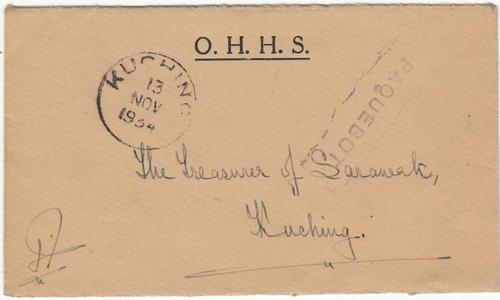 O. H. H. S.
KUCHING
13
NOV
1934
PAQUEBOT
The Treasurer of Sarawak,
Kuching.